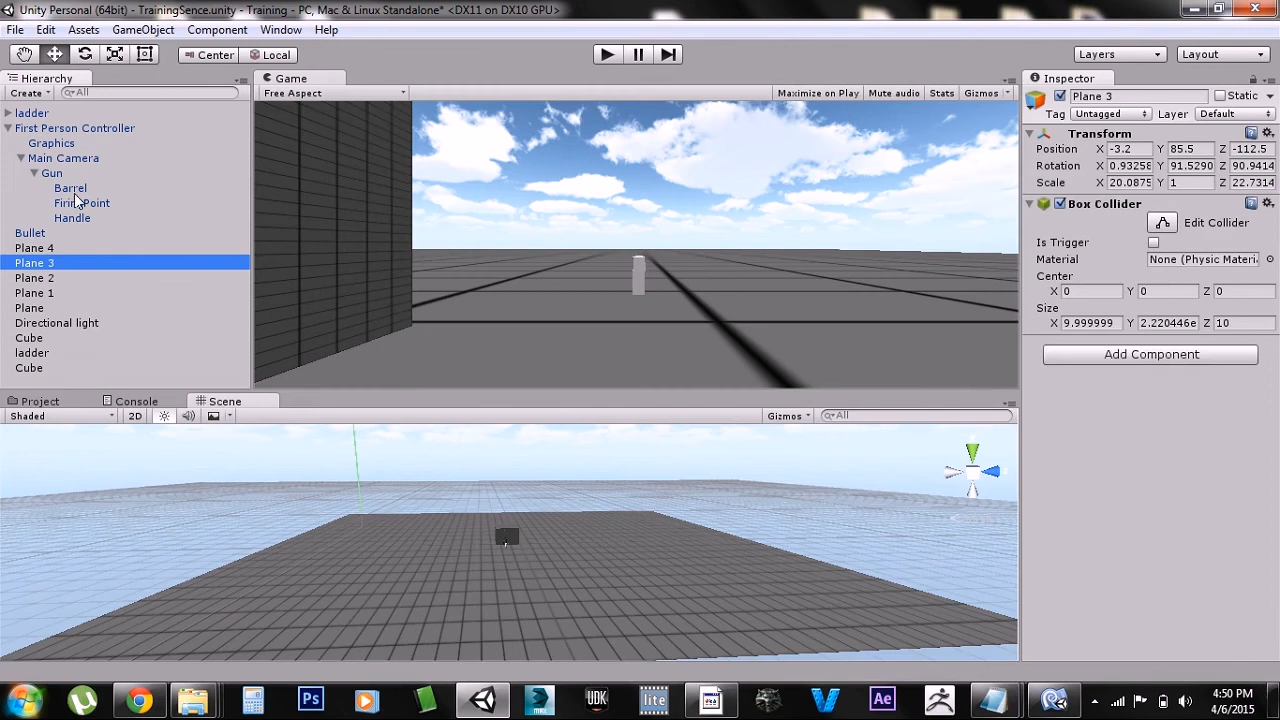 Unity Personal (64bit) - TrainingSence.unity - Training - PC, Mac & Linux Standalone* <DX11 on DX10 GPU>
File Edit Assets GameObject Component Window Help
Center Local Layers Layout
Hierarchy
Create All
ladder
First Person Controller
Graphics
Main Camera
Gun
Barrel
Handle
Bullet
Plane 4
Plane 3
Plane 2
Plane 1
Plane
Directional light
Cube
ladder
Cube
Game
Free Aspect Maximize on Play Mute audio Stats Gizmos
Inspector
Plane 3 Static
Tag Untagged Layer Default
Transform
Position X -3.2 Y 85.5 Z -112.5
Rotation X 0.93258 Y 91.5290 Z 90.9414
Scale X 20.0875 Y 1 Z 22.7314
Box Collider
Edit Collider
Is Trigger
Material None (Physic Materi
Center
X 0 Y 0 Z 0
Size
X 9.999999 Y 2.220446e Z 10
Add Component
Project Console Scene
Shaded 2D Gizmos All
Ps UDK lite Ae
4:50 PM
4/6/2015